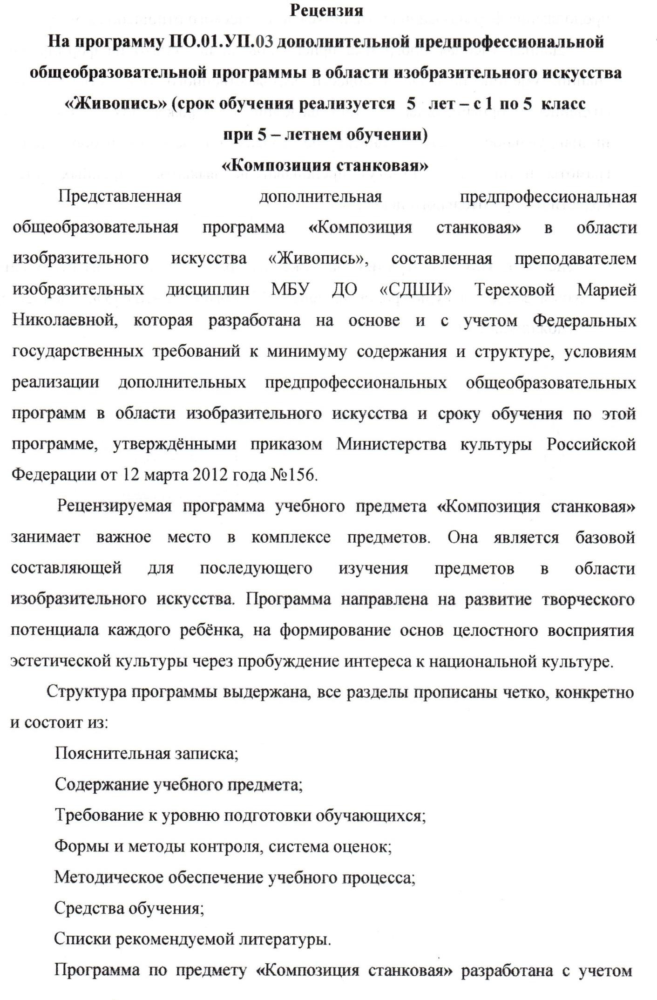 Рецензия
На программу ПО.01.УП.03 дополнительной предпрофессиональной
общеобразовательной программы в области изобразительного искусства
«Живопись» (срок обучения реализуется 5 лет – с 1 по 5 класс
при 5 – летнем обучении)
«Композиция станковая»
Представленная дополнительная предпрофессиональная
общеобразовательная программа «Композиция станковая» в области
изобразительного искусства «Живопись», составленная преподавателем
изобразительных дисциплин МБУ ДО «СДШИ» Тереховой Марией
Николаевной, которая разработана на основе и с учетом Федеральных
государственных требований к минимуму содержания и структуре, условиям
реализации дополнительных предпрофессиональных общеобразовательных
программ в области изобразительного искусства и сроку обучения по этой
программе, утверждёнными приказом Министерства культуры Российской
Федерации от 12 марта 2012 года №156.
Рецензируемая программа учебного предмета «Композиция станковая»
занимает важное место в комплексе предметов. Она является базовой
составляющей для последующего изучения предметов в области
изобразительного искусства. Программа направлена на развитие творческого
потенциала каждого ребёнка, на формирование основ целостного восприятия
эстетической культуры через пробуждение интереса к национальной культуре.
Структура программы выдержана, все разделы прописаны четко, конкретно
и состоит из:
Пояснительная записка;
Содержание учебного предмета;
Требование к уровню подготовки обучающихся;
Формы и методы контроля, система оценок;
Методическое обеспечение учебного процесса;
Средства обучения;
Списки рекомендуемой литературы.
Программа по предмету «Композиция станковая» разработана с учетом